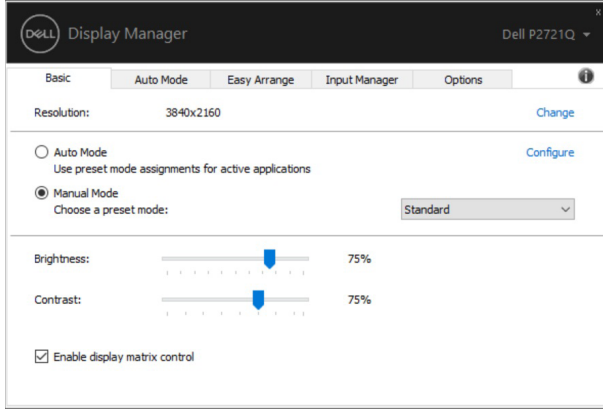 x
DELL Display Manager Dell P2721Q
Basic Auto Mode Easy Arrange Input Manager Options
Resolution: 3840x2160 Change
Auto Mode Configure
Use preset mode assignments for active applications
Manual Mode
Choose a preset mode: Standard
Brightness: 75%
Contrast: 75%
Enable display matrix control